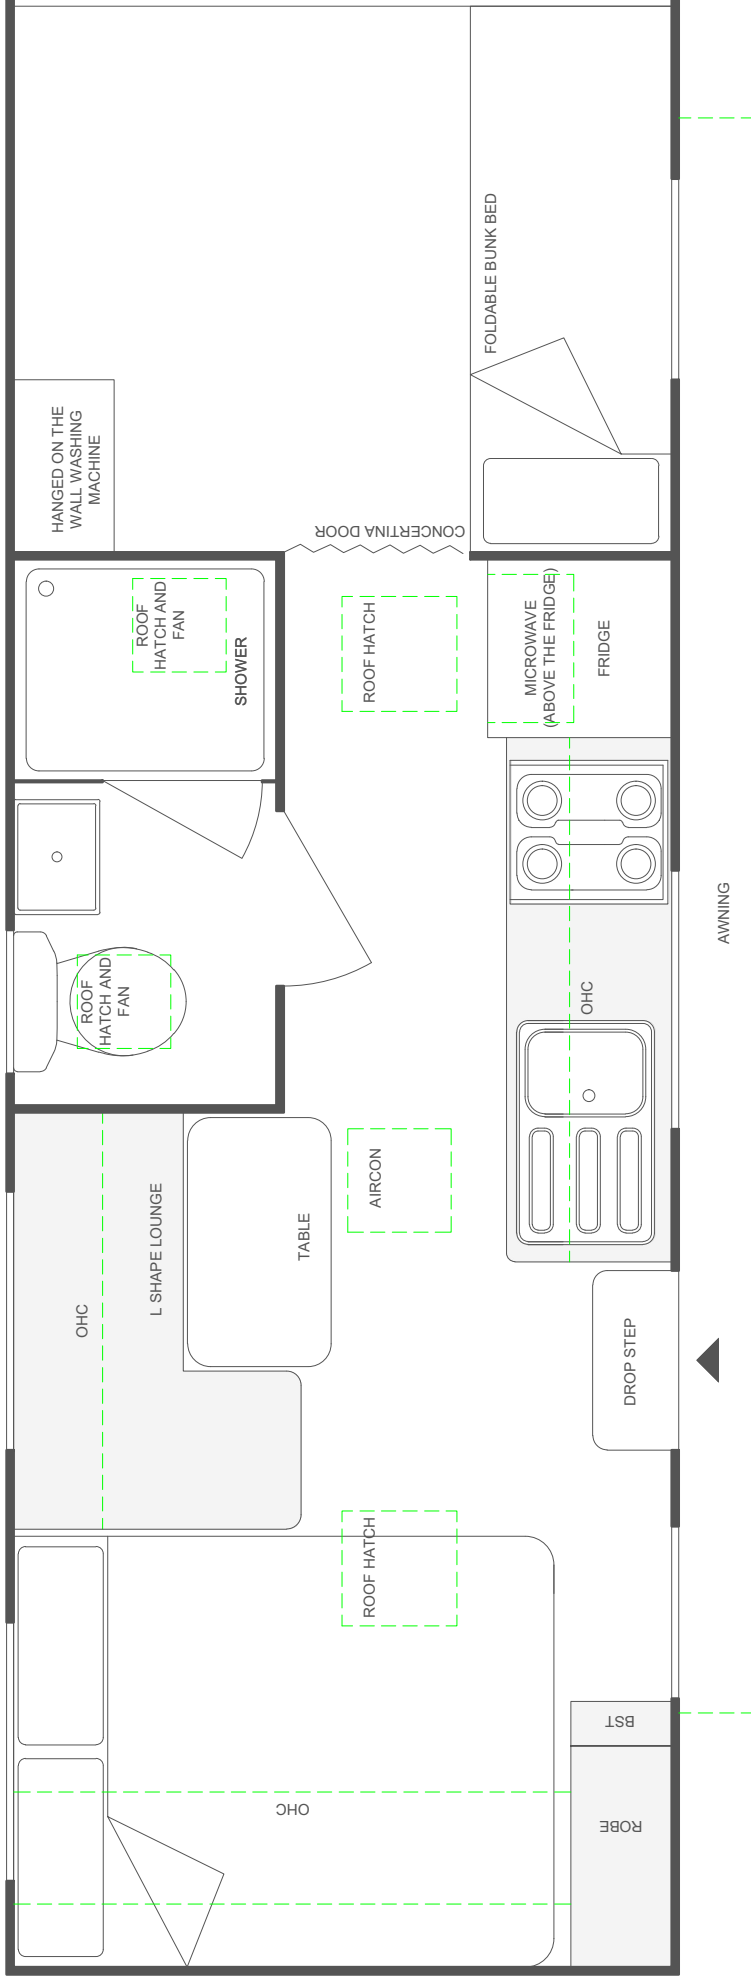 FOLDABLE BUNK BED
HANGED ON THE
WALL WASHING
MACHINE
CONCERTINA DOOR
ROOF
HATCH AND
FAN
SHOWER
ROOF HATCH
MICROWAVE
(ABOVE THE FRIDGE)
FRIDGE
AWNING
ROOF
HATCH AND
FAN
OHC
AIRCON
L SHAPE LOUNGE
TABLE
OHC
DROP STEP
ROOF HATCH
BST
OHC
ROBE